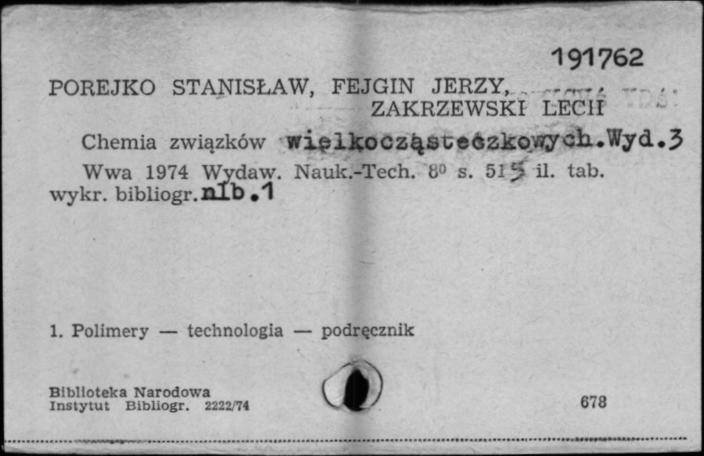 191762
POREJKO STANISŁAW, FEJGIN JERZY,
ZAKRZEWSKI LECH
Chemia związków wielkocząsteczkowych.Wyd.3
Wwa 1974 Wydaw. Nauk.-Tech. 8⁰ s. 515 il. tab.
wykr. bibliogr.nlb.1
1. Polimery — technologia — podręcznik
Biblioteka Narodowa
Instytut Bibliogr. 2222/74
678